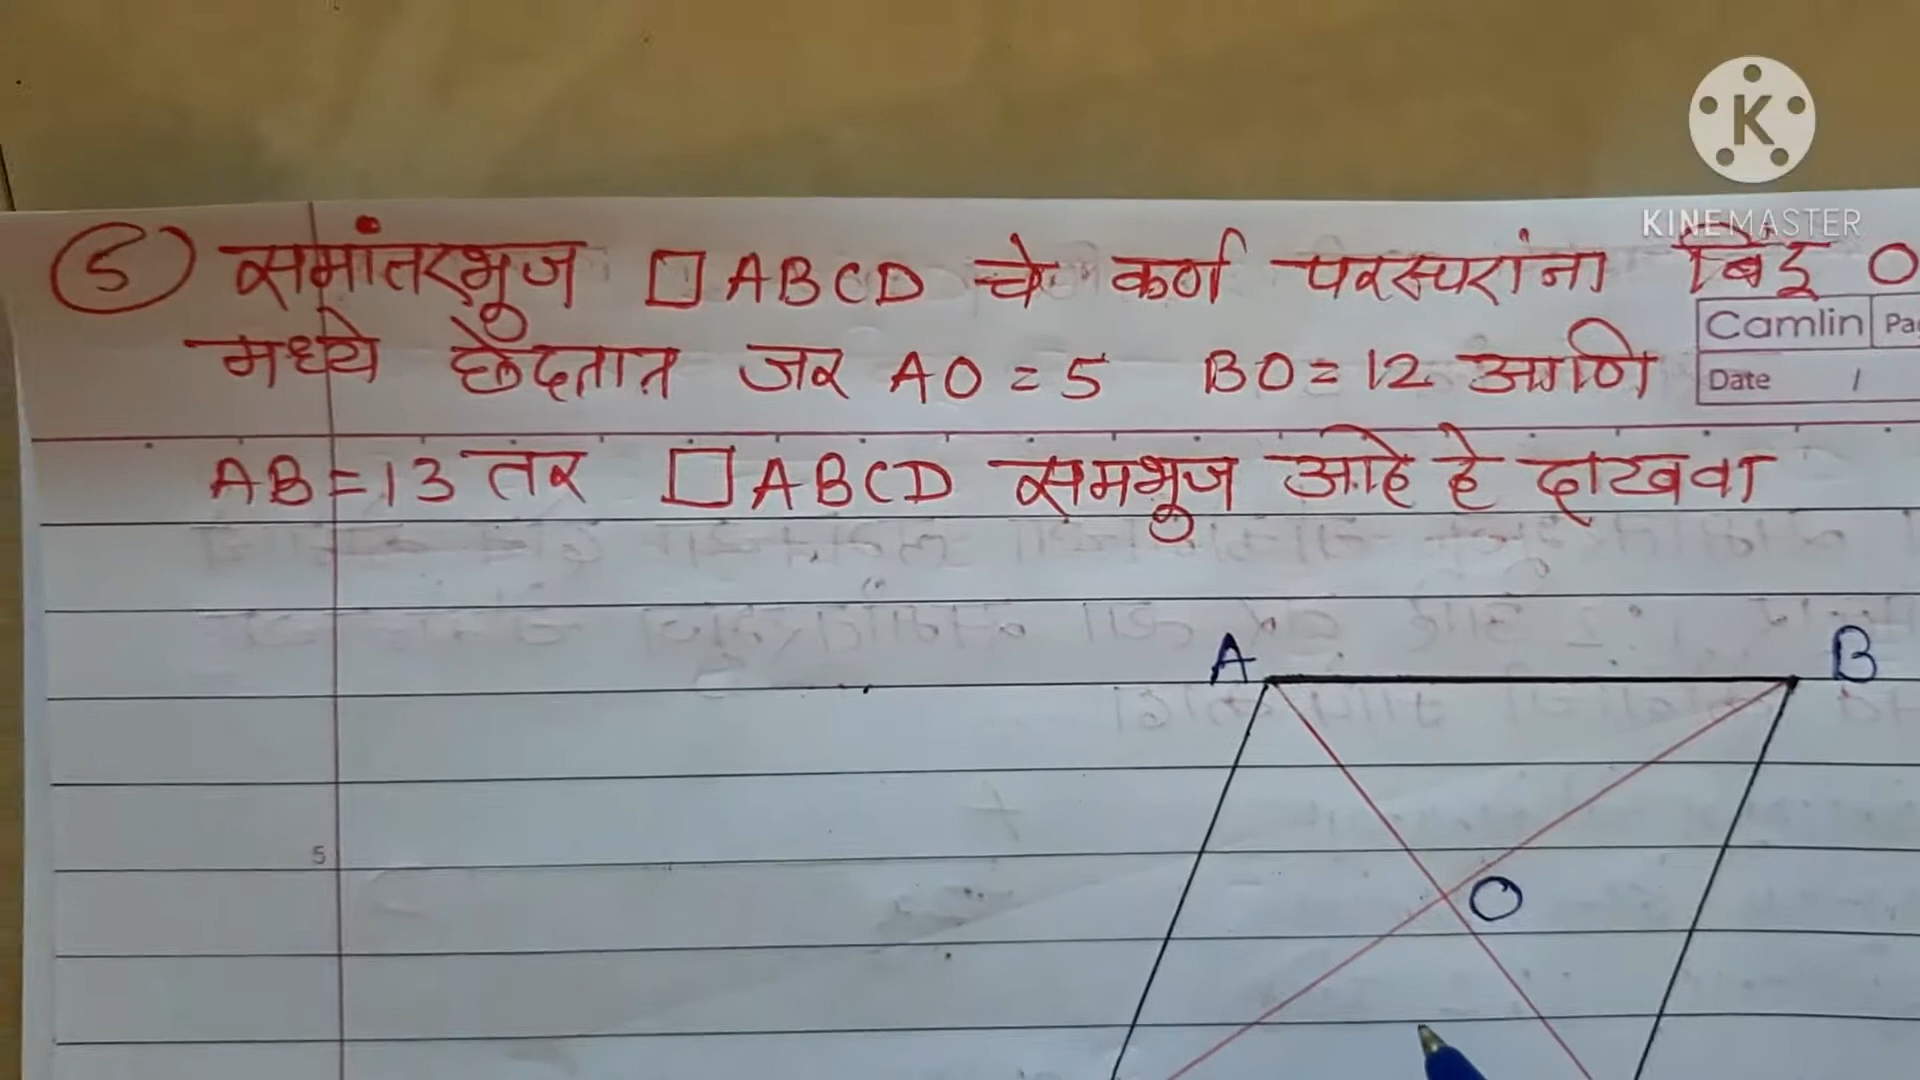 K
KINEMASTER
5 समांतरभुज □ABCD चे कर्ण परस्परांना बिंदू O
मध्ये छेदतात जर AO = 5 BO = 12 आणि
Camlin Pa
Date /
AB = 13 तर □ABCD समभुज आहे हे दाखवा
A B
5
O